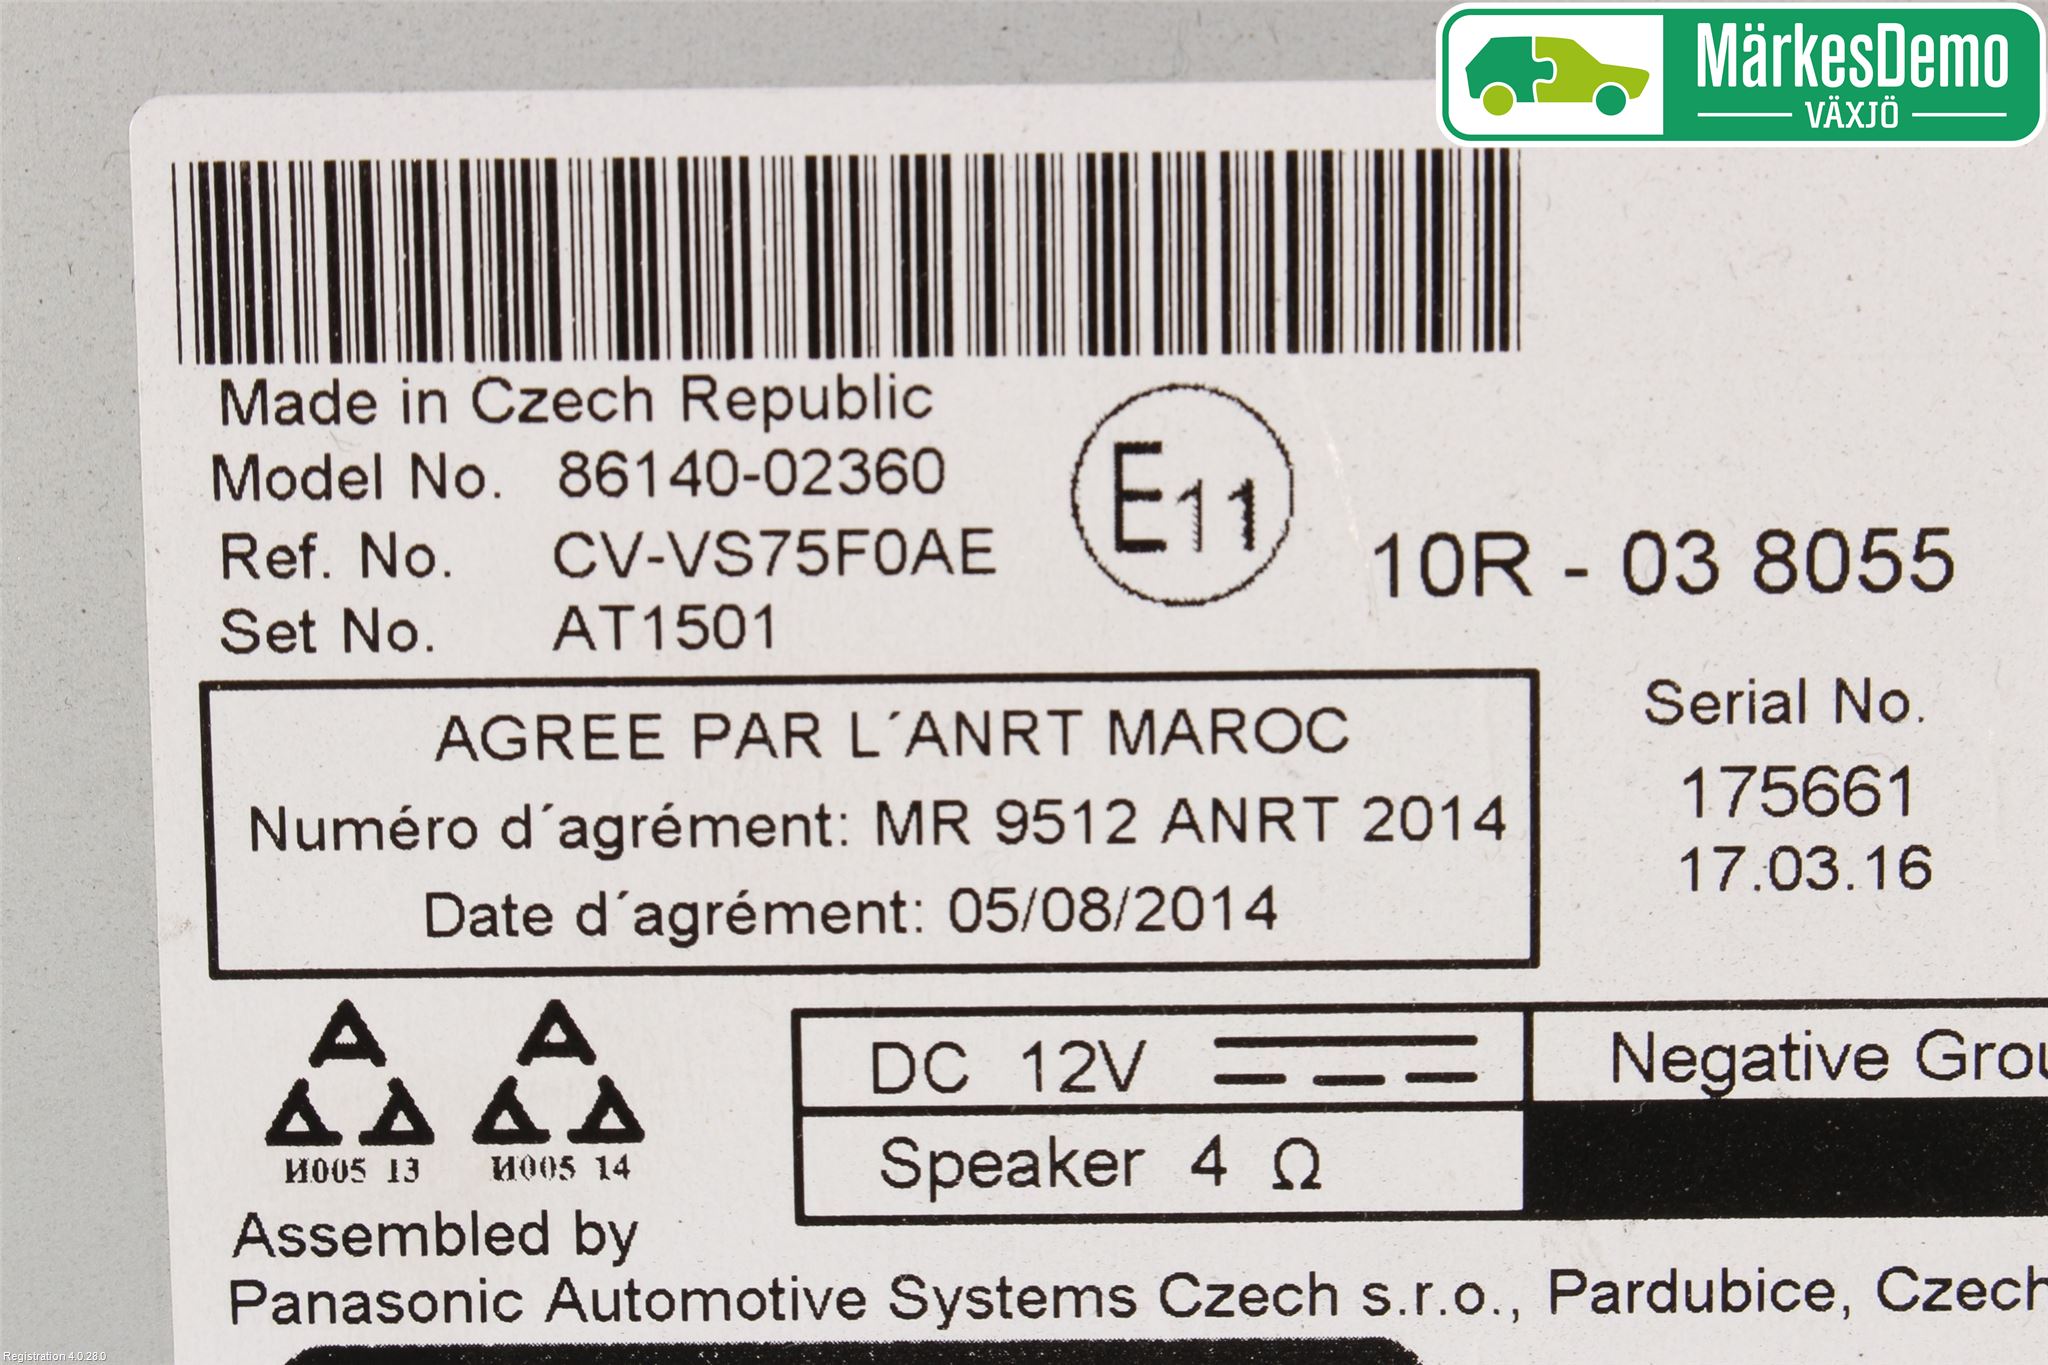 MärkesDemo
VÄXJÖ
Made in Czech Republic
Model No. 86140-02360
Ref. No. CV-VS75F0AE
Set No. AT1501
E11
10R - 03 8055
AGREE PAR L´ANRT MAROC
Numéro d´agrément: MR 9512 ANRT 2014
Date d´agrément: 05/08/2014
Serial No.
175661
17.03.16
И005 13
И005 14
DC 12V
Negative Grou
Speaker 4 Ω
Assembled by
Panasonic Automotive Systems Czech s.r.o., Pardubice, Czech
Registration 4.0.28.0